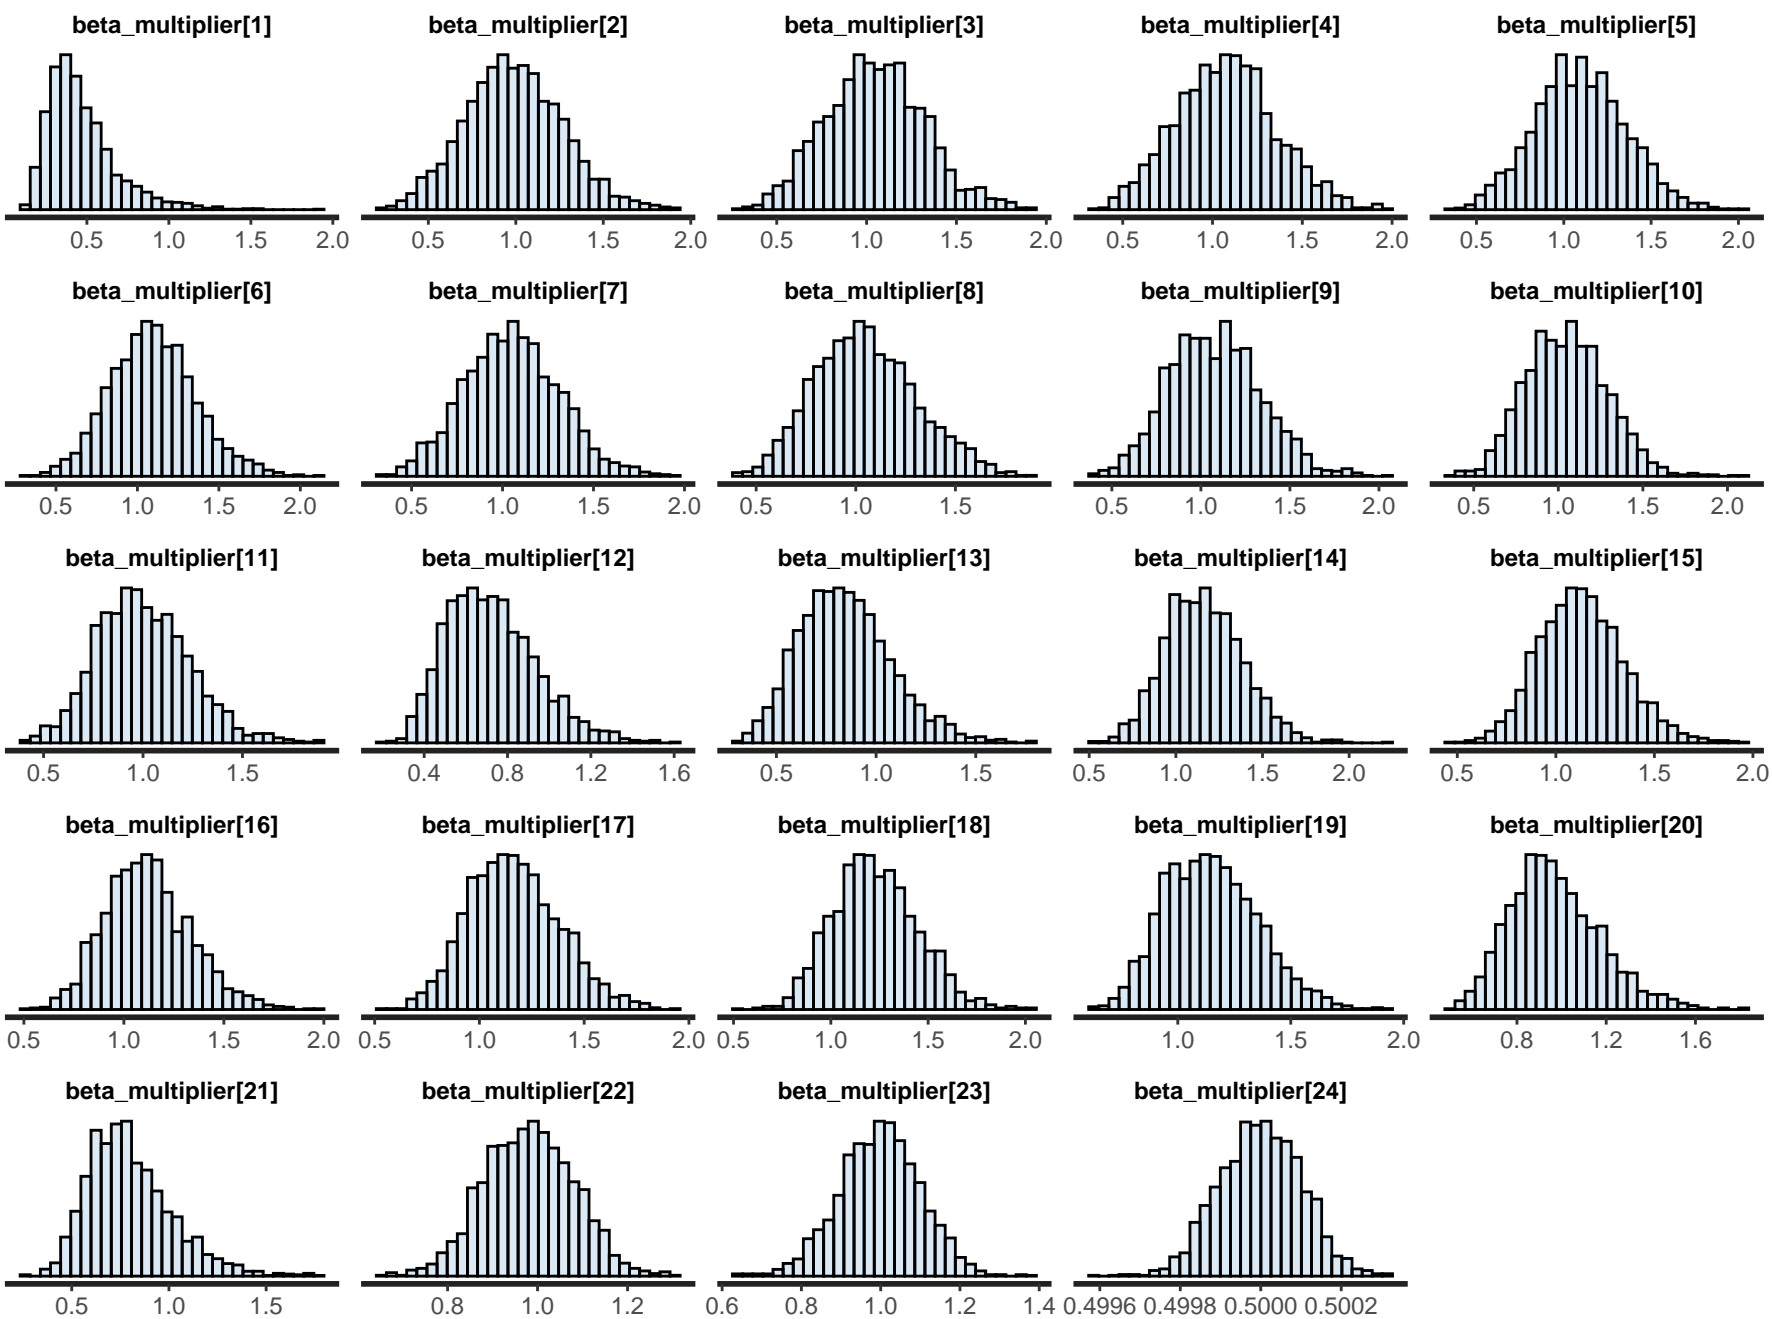 beta_multiplier[1] beta_multiplier[2] beta_multiplier[3] beta_multiplier[4] beta_multiplier[5]
0.5 1.0 1.5 2.0 0.5 1.0 1.5 2.0 0.5 1.0 1.5 2.0 0.5 1.0 1.5 2.0 0.5 1.0 1.5 2.0
beta_multiplier[6] beta_multiplier[7] beta_multiplier[8] beta_multiplier[9] beta_multiplier[10]
0.5 1.0 1.5 2.0 0.5 1.0 1.5 2.0 0.5 1.0 1.5 0.5 1.0 1.5 2.0 0.5 1.0 1.5 2.0
beta_multiplier[11] beta_multiplier[12] beta_multiplier[13] beta_multiplier[14] beta_multiplier[15]
0.5 1.0 1.5 0.4 0.8 1.2 1.6 0.5 1.0 1.5 0.5 1.0 1.5 2.0 0.5 1.0 1.5 2.0
beta_multiplier[16] beta_multiplier[17] beta_multiplier[18] beta_multiplier[19] beta_multiplier[20]
0.5 1.0 1.5 2.0 0.5 1.0 1.5 2.0 0.5 1.0 1.5 2.0 1.0 1.5 2.0 0.8 1.2 1.6
beta_multiplier[21] beta_multiplier[22] beta_multiplier[23] beta_multiplier[24]
0.5 1.0 1.5 0.8 1.0 1.2 0.6 0.8 1.0 1.2 1.4 0.4996 0.4998 0.5000 0.5002